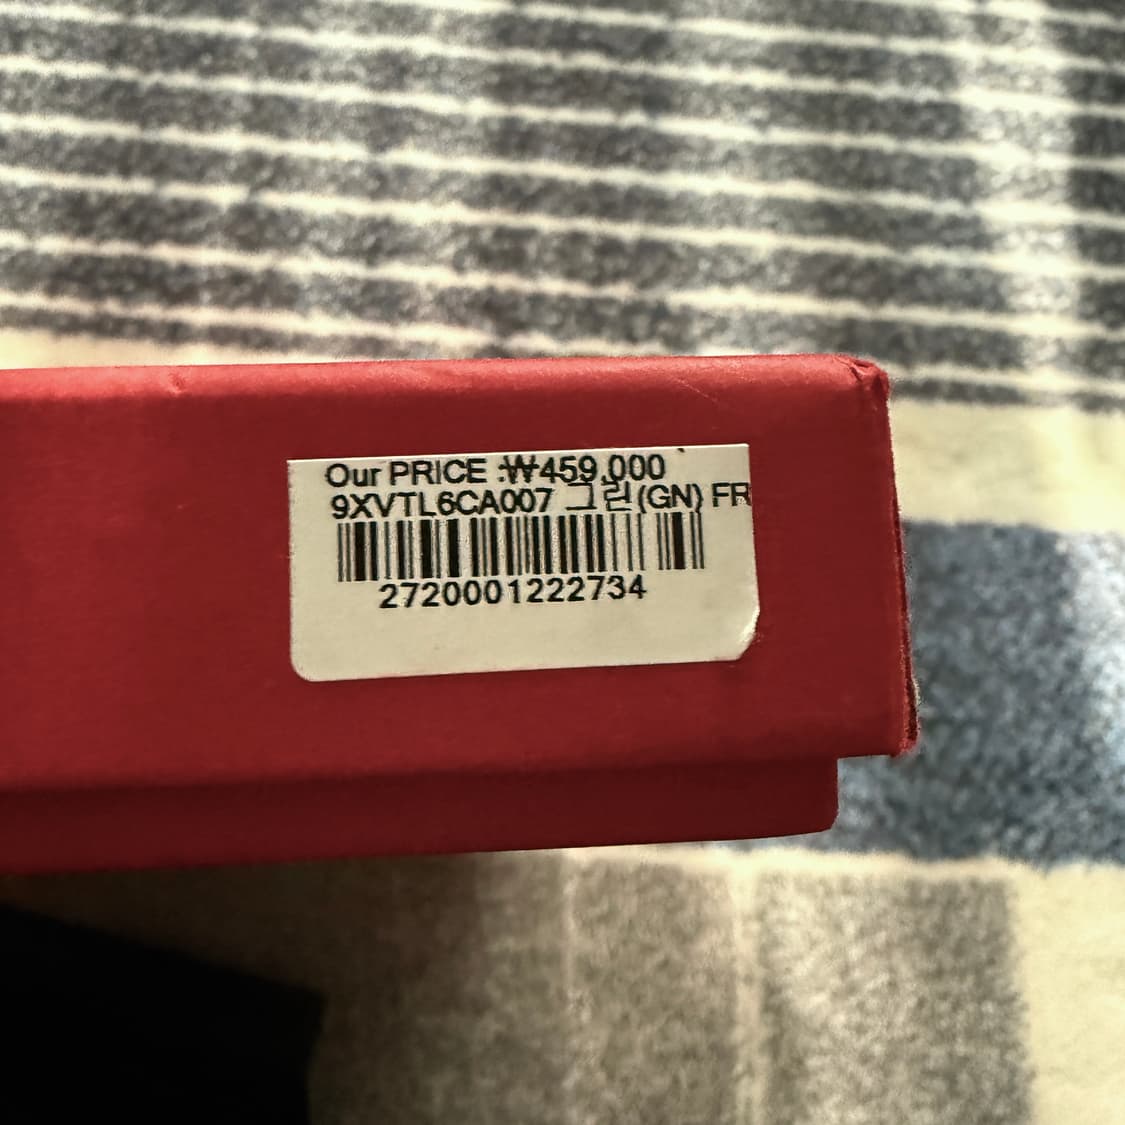 Our PRICE :₩459,000
9XVTL6CA007 그린(GN) FR
2720001222734